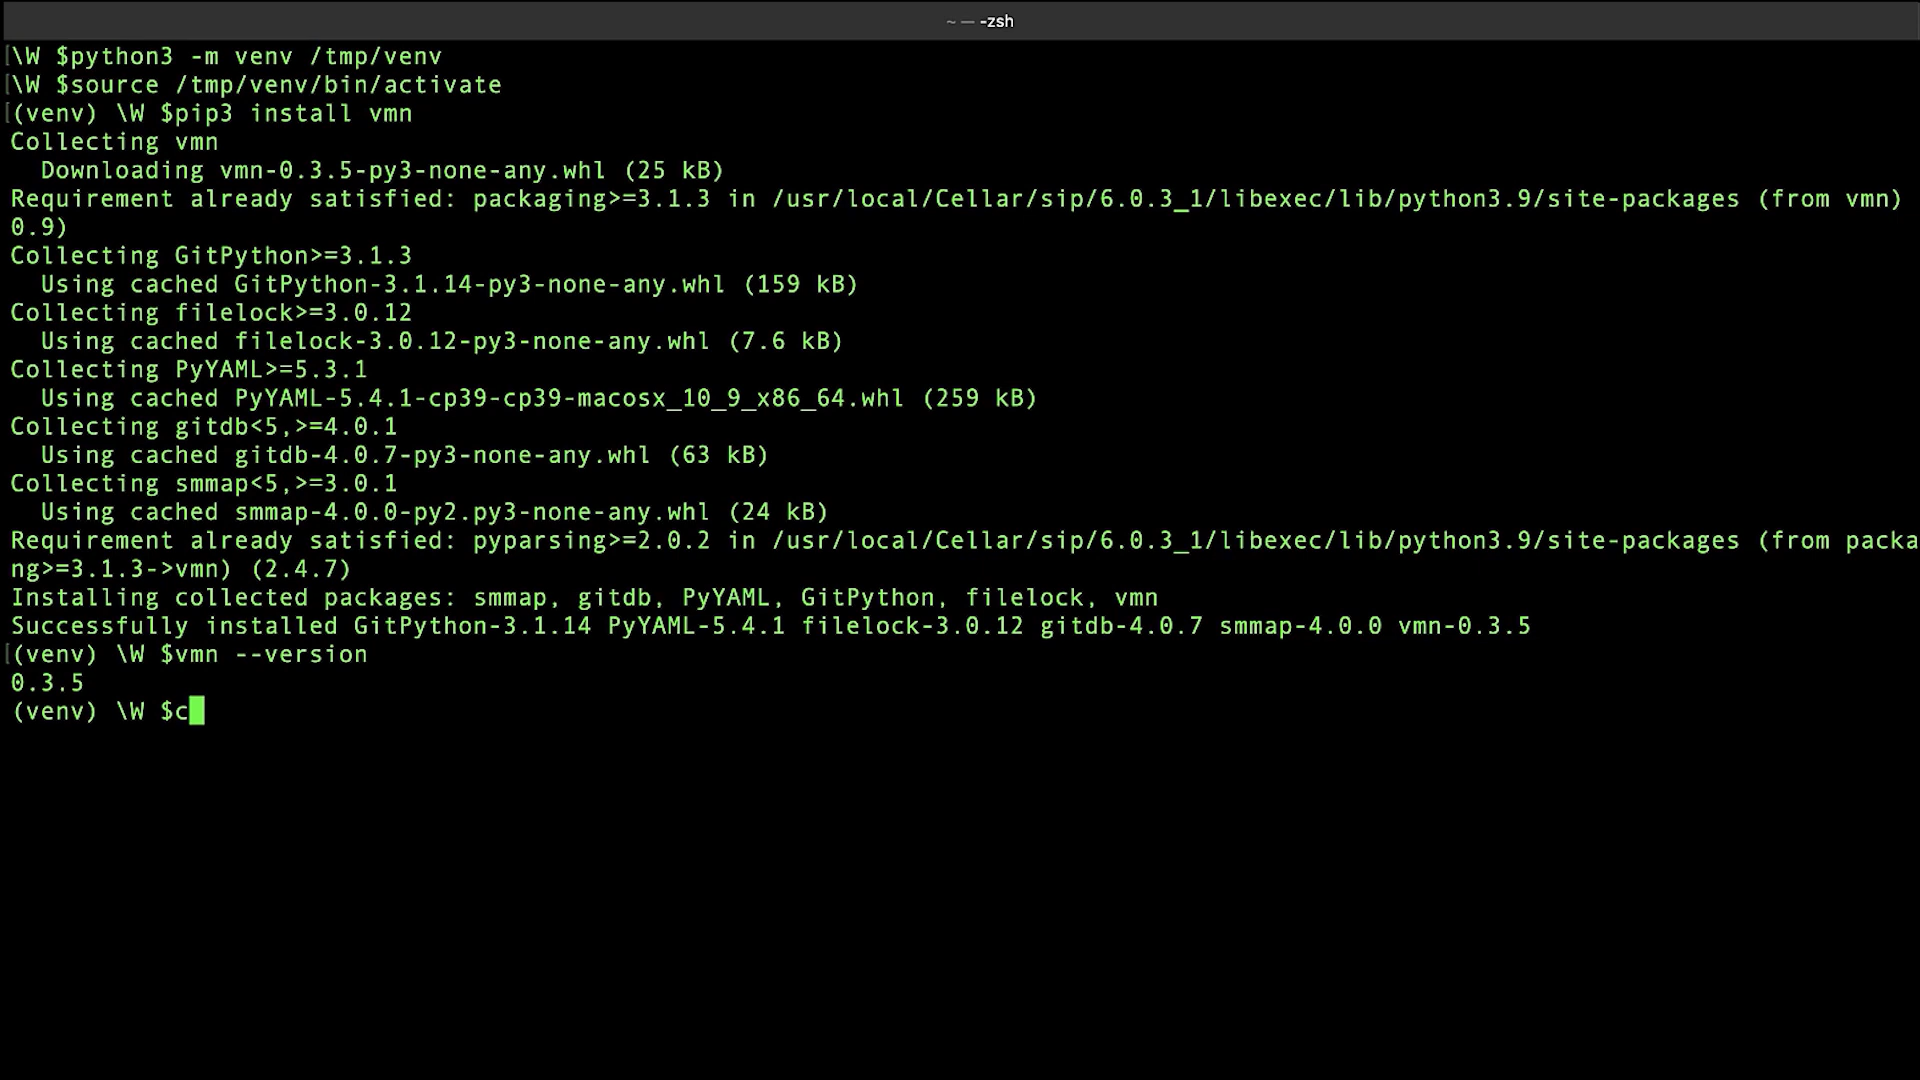 ~ — -zsh
[\W $python3 -m venv /tmp/venv
[\W $source /tmp/venv/bin/activate
[(venv) \W $pip3 install vmn
Collecting vmn
  Downloading vmn-0.3.5-py3-none-any.whl (25 kB)
Requirement already satisfied: packaging>=3.1.3 in /usr/local/Cellar/sip/6.0.3_1/libexec/lib/python3.9/site-packages (from vmn)
0.9)
Collecting GitPython>=3.1.3
  Using cached GitPython-3.1.14-py3-none-any.whl (159 kB)
Collecting filelock>=3.0.12
  Using cached filelock-3.0.12-py3-none-any.whl (7.6 kB)
Collecting PyYAML>=5.3.1
  Using cached PyYAML-5.4.1-cp39-cp39-macosx_10_9_x86_64.whl (259 kB)
Collecting gitdb<5,>=4.0.1
  Using cached gitdb-4.0.7-py3-none-any.whl (63 kB)
Collecting smmap<5,>=3.0.1
  Using cached smmap-4.0.0-py2.py3-none-any.whl (24 kB)
Requirement already satisfied: pyparsing>=2.0.2 in /usr/local/Cellar/sip/6.0.3_1/libexec/lib/python3.9/site-packages (from packa
ng>=3.1.3->vmn) (2.4.7)
Installing collected packages: smmap, gitdb, PyYAML, GitPython, filelock, vmn
Successfully installed GitPython-3.1.14 PyYAML-5.4.1 filelock-3.0.12 gitdb-4.0.7 smmap-4.0.0 vmn-0.3.5
[(venv) \W $vmn --version
0.3.5
(venv) \W $c